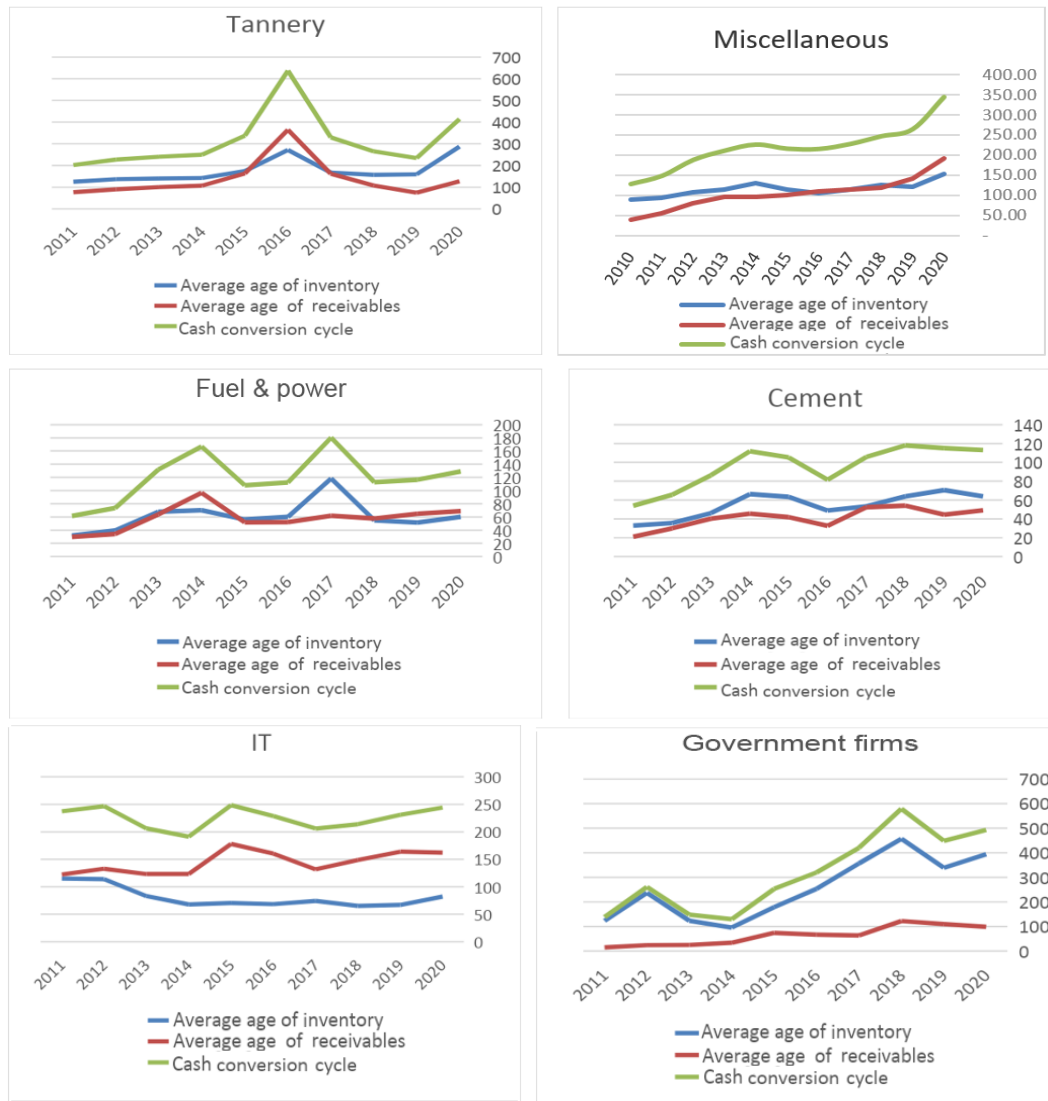 Tannery
700
600
500
400
300
200
100
0
2011 2012 2013 2014 2015 2016 2017 2018 2019 2020
Average age of inventory
Average age of receivables
Cash conversion cycle
Miscellaneous
400.00
350.00
300.00
250.00
200.00
150.00
100.00
50.00
-
2010 2011 2012 2013 2014 2015 2016 2017 2018 2019 2020
Average age of inventory
Average age of receivables
Cash conversion cycle
Fuel & power
200
180
160
140
120
100
80
60
40
20
0
2011 2012 2013 2014 2015 2016 2017 2018 2019 2020
Average age of inventory
Average age of receivables
Cash conversion cycle
Cement
140
120
100
80
60
40
20
0
2011 2012 2013 2014 2015 2016 2017 2018 2019 2020
Average age of inventory
Average age of receivables
Cash conversion cycle
IT
300
250
200
150
100
50
0
2011 2012 2013 2014 2015 2016 2017 2018 2019 2020
Average age of inventory
Average age of receivables
Cash conversion cycle
Government firms
700
600
500
400
300
200
100
0
2011 2012 2013 2014 2015 2016 2017 2018 2019 2020
Average age of inventory
Average age of receivables
Cash conversion cycle